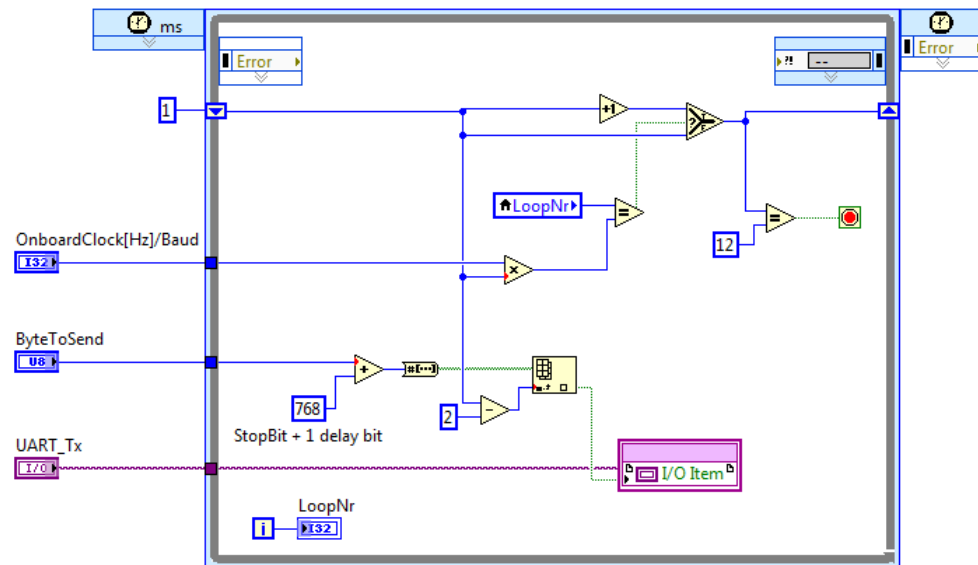 ms
Error
?! --
Error
1
+1
? T F
LoopNr
=
=
12
OnboardClock[Hz]/Baud
I32
x
ByteToSend
U8
+
#[...]
768
2
-
StopBit + 1 delay bit
UART_Tx
I/O
I/O Item
LoopNr
i
I32